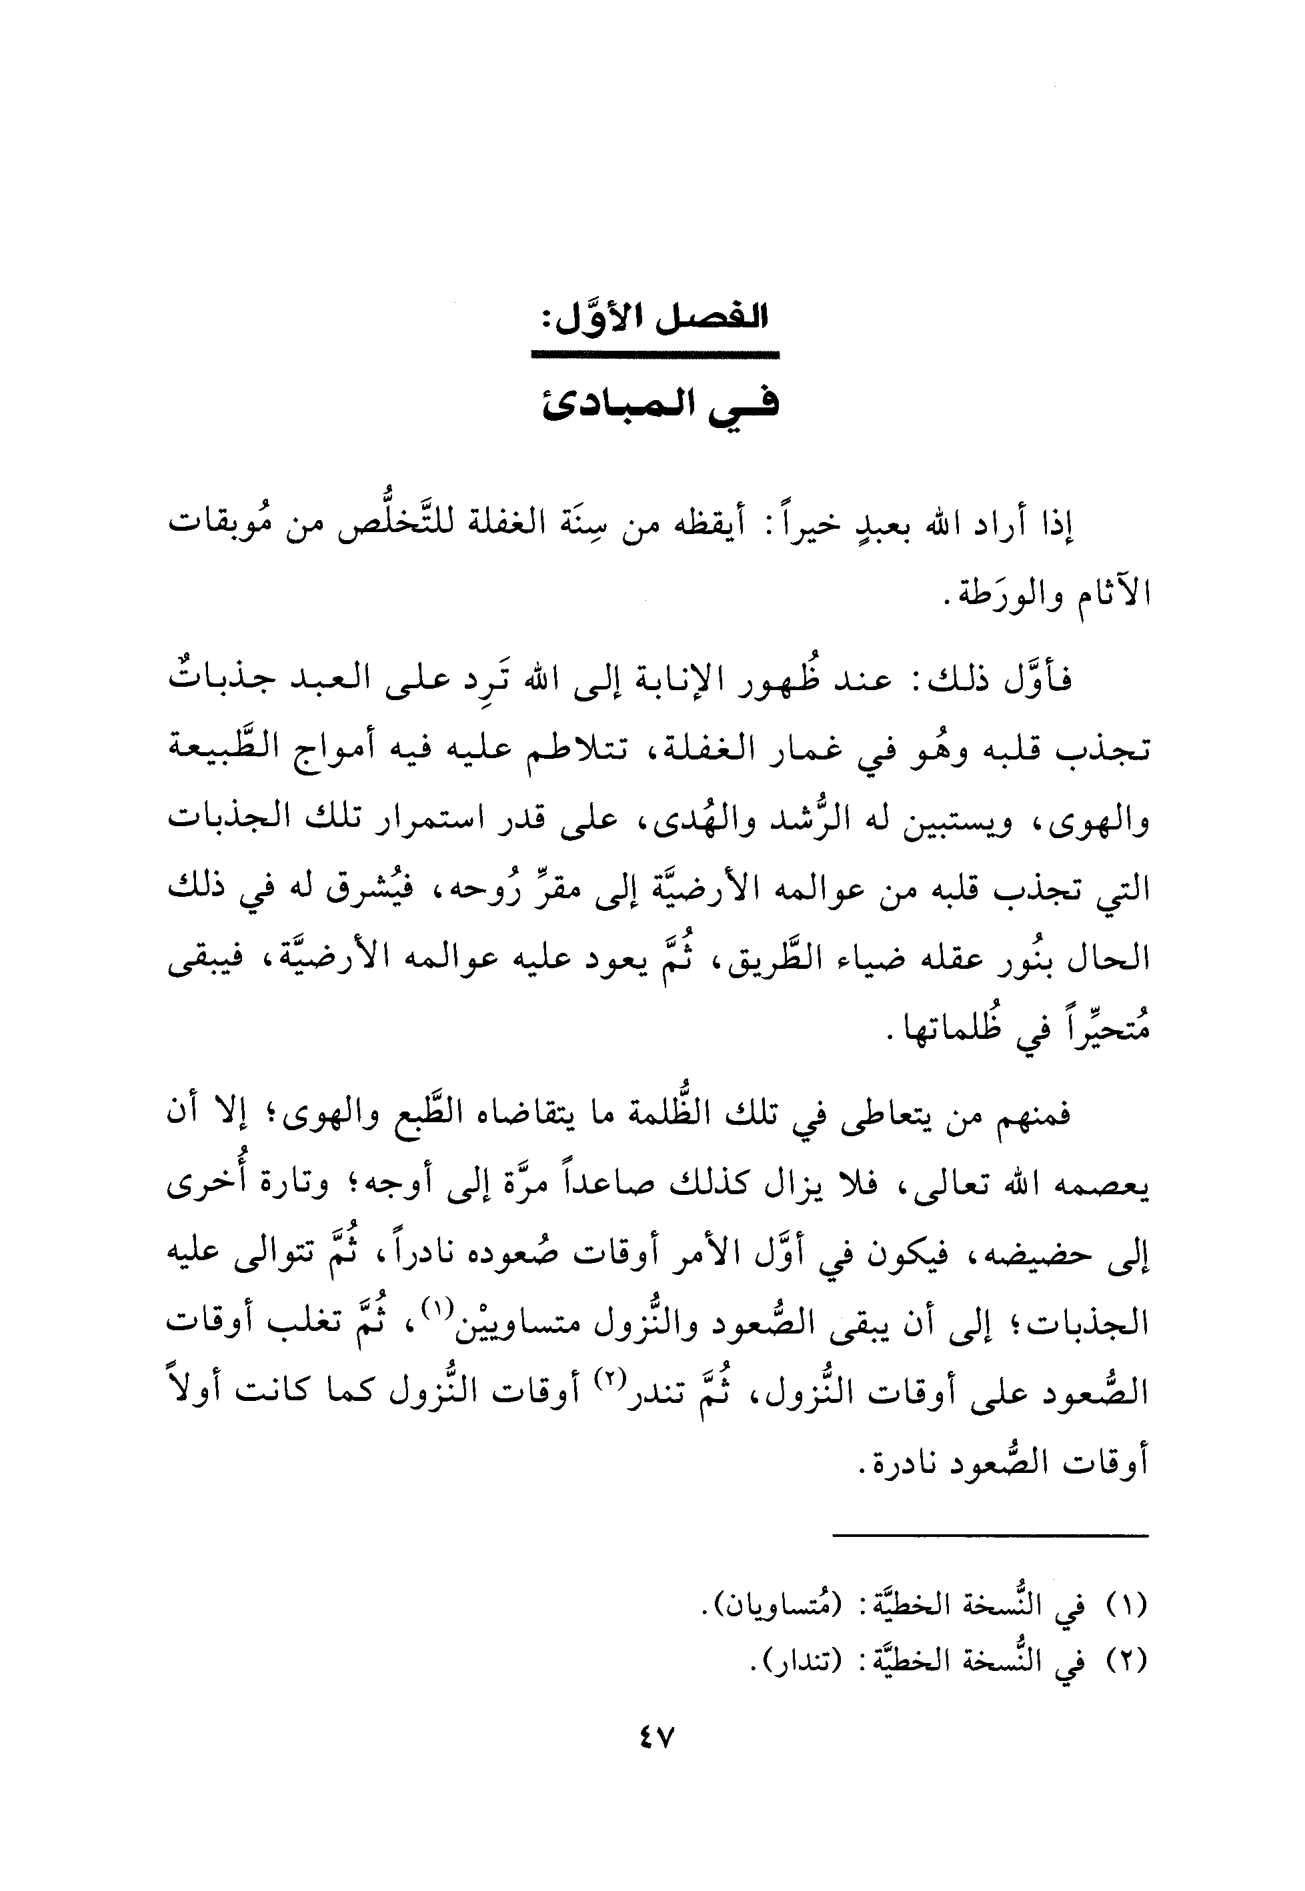 الفصل الأوَّل:
في المبادئ
إذا أراد الله بعبدٍ خيراً: أيقظه من سِنَة الغفلة للتَّخلُّص من مُوبقات
الآثام والورَطة.
فأوَّل ذلك: عند ظُهور الإنابة إلى الله تَرِد على العبد جذباتٌ
تجذب قلبه وهُو في غمار الغفلة، تتلاطم عليه فيه أمواج الطَّبيعة
والهوى، ويستبين له الرُّشد والهُدى، على قدر استمرار تلك الجذبات
التي تجذب قلبه من عوالمه الأرضيَّة إلى مقرِّ رُوحه، فيُشرق له في ذلك
الحال بنُور عقله ضياء الطَّريق، ثُمَّ يعود عليه عوالمه الأرضيَّة، فيبقى
مُتحيِّراً في ظُلماتها.
فمنهم من يتعاطى في تلك الظُّلمة ما يتقاضاه الطَّبع والهوى؛ إلا أن
يعصمه الله تعالى، فلا يزال كذلك صاعداً مرَّة إلى أوجه؛ وتارة أُخرى
إلى حضيضه، فيكون في أوَّل الأمر أوقات صُعوده نادراً، ثُمَّ تتوالى عليه
الجذبات؛ إلى أن يبقى الصُّعود والنُّزول متساوييْن(١)، ثُمَّ تغلب أوقات
الصُّعود على أوقات النُّزول، ثُمَّ تندر(٢) أوقات النُّزول كما كانت أولاً
أوقات الصُّعود نادرة.
(١) في النُّسخة الخطيَّة: (مُتساويان).
(٢) في النُّسخة الخطيَّة: (تندار).
٤٧